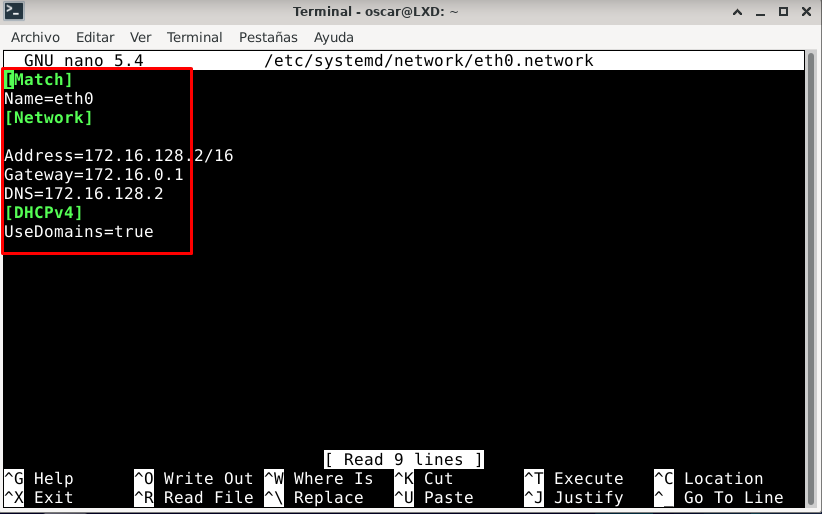 Terminal - oscar@LXD: ~
Archivo Editar Ver Terminal Pestañas Ayuda
GNU nano 5.4 /etc/systemd/network/eth0.network
[Match]
Name=eth0
[Network]
Address=172.16.128.2/16
Gateway=172.16.0.1
DNS=172.16.128.2
[DHCPv4]
UseDomains=true
[ Read 9 lines ]
^G Help ^O Write Out ^W Where Is ^K Cut ^T Execute ^C Location
^X Exit ^R Read File ^\ Replace ^U Paste ^J Justify ^_ Go To Line